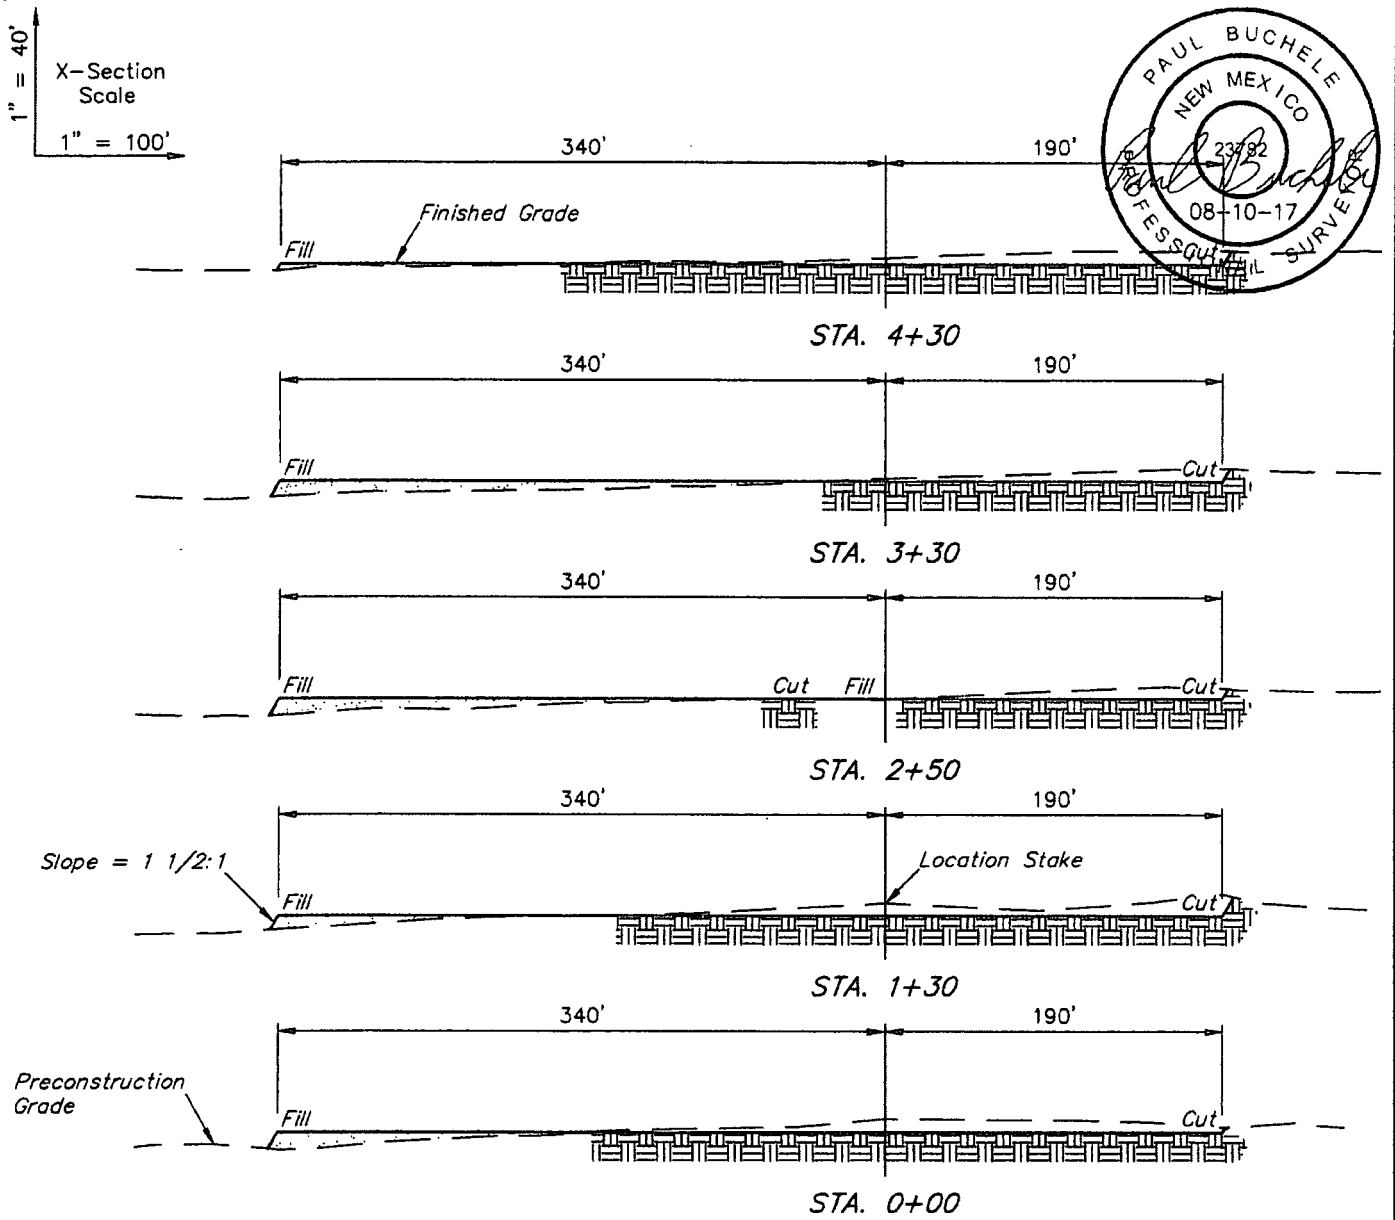 1" = 40'
X-Section
Scale
1" = 100'
PAUL BUCHELE
NEW MEXICO
23782
08-10-17
PROFESSIONAL SURVEYOR
340'
190'
Finished Grade
Fill
Cut
STA. 4+30
340'
190'
Fill
Cut
STA. 3+30
340'
190'
Fill
Cut
Fill
Cut
STA. 2+50
340'
190'
Slope = 1 1/2:1
Location Stake
Fill
Cut
STA. 1+30
340'
190'
Preconstruction
Grade
Fill
Cut
STA. 0+00